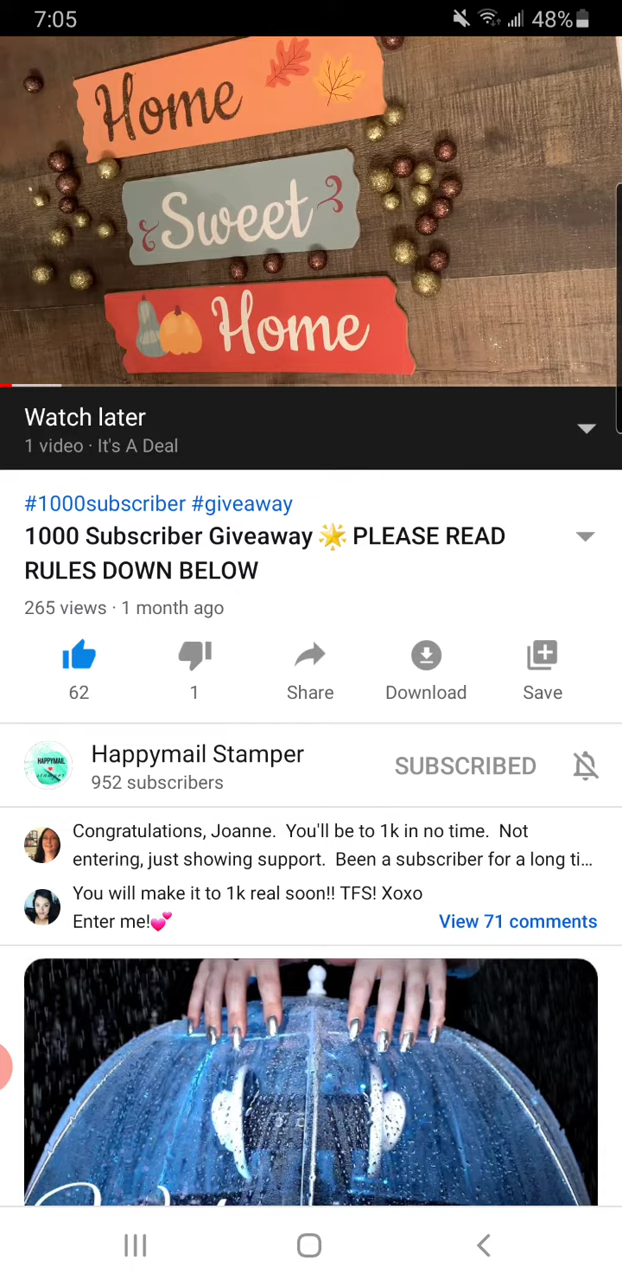 7:05
48%
Home
Sweet
Home
Watch later
1 video · It's A Deal
#1000subscriber #giveaway
1000 Subscriber Giveaway 🌟 PLEASE READ
RULES DOWN BELOW
265 views · 1 month ago
62
1
Share
Download
Save
HAPPYMAIL
Happymail Stamper
952 subscribers
SUBSCRIBED
Congratulations, Joanne. You'll be to 1k in no time. Not
entering, just showing support. Been a subscriber for a long ti...
You will make it to 1k real soon!! TFS! Xoxo
Enter me!💕
View 71 comments